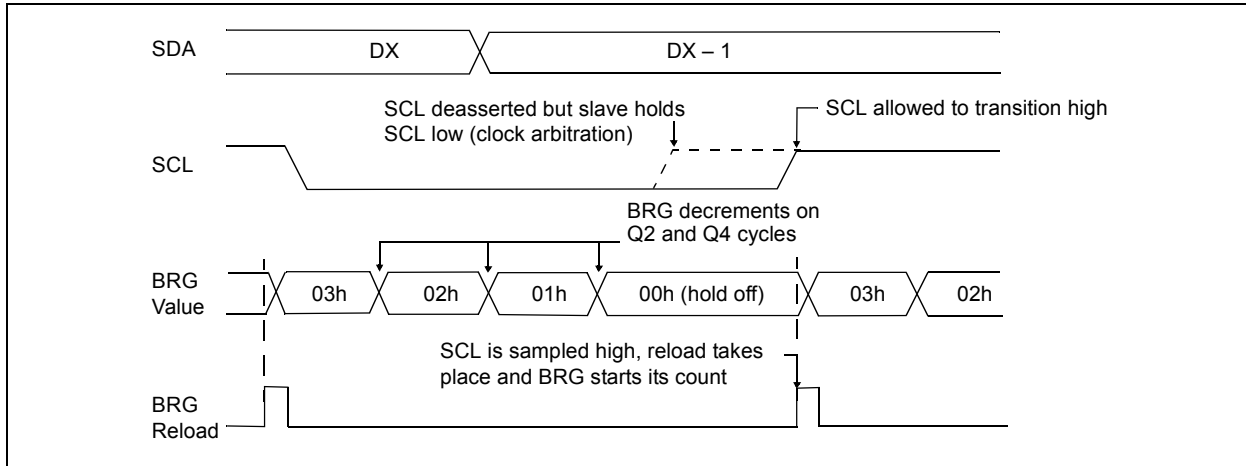 SDA
DX
DX – 1
SCL deasserted but slave holds
SCL low (clock arbitration)
SCL allowed to transition high
SCL
BRG decrements on
Q2 and Q4 cycles
BRG
Value
03h
02h
01h
00h (hold off)
03h
02h
SCL is sampled high, reload takes
place and BRG starts its count
BRG
Reload